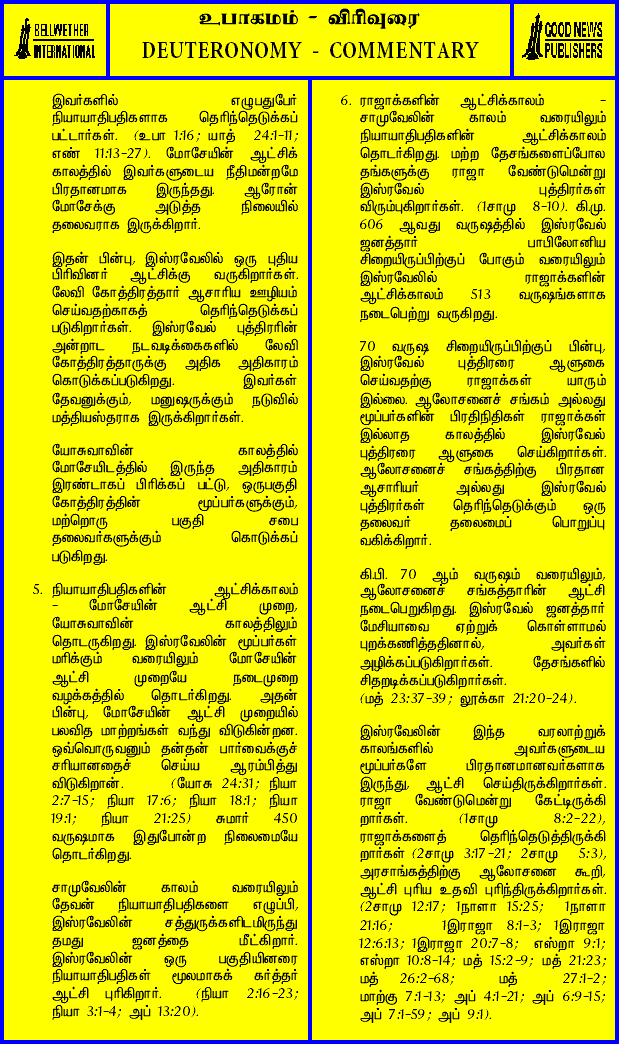 BELLWETHER
INTERNATIONAL
உபாகமம் - விரிவுரை
DEUTERONOMY - COMMENTARY
GOOD NEWS
PUBLISHERS
இவர்களில் எழுபதுபேர்
நியாயாதிபதிகளாக தெரிந்தெடுக்கப்
பட்டார்கள். (உபா 1:16; யாத் 24:1-11;
எண் 11:13-27). மோசேயின் ஆட்சிக்
காலத்தில் இவர்களுடைய நீதிமன்றமே
பிரதானமாக இருந்தது. ஆரோன்
மோசேக்கு அடுத்த நிலையில்
தலைவராக இருக்கிறார்.
இதன் பின்பு, இஸ்ரவேலில் ஒரு புதிய
பிரிவினர் ஆட்சிக்கு வருகிறார்கள்.
லேவி கோத்திரத்தார் ஆசாரிய ஊழியம்
செய்வதற்காகத் தெரிந்தெடுக்கப்
படுகிறார்கள். இஸ்ரவேல் புத்திரரின்
அன்றாட நடவடிக்கைகளில் லேவி
கோத்திரத்தாருக்கு அதிக அதிகாரம்
கொடுக்கப்படுகிறது. இவர்கள்
தேவனுக்கும், மனுஷருக்கும் நடுவில்
மத்தியஸ்தராக இருக்கிறார்கள்.
யோசுவாவின் காலத்தில்
மோசேயிடத்தில் இருந்த அதிகாரம்
இரண்டாகப் பிரிக்கப் பட்டு, ஒருபகுதி
கோத்திரத்தின் மூப்பர்களுக்கும்,
மற்றொரு பகுதி சபை
தலைவர்களுக்கும் கொடுக்கப்
படுகிறது.
5. நியாயாதிபதிகளின் ஆட்சிக்காலம்
- மோசேயின் ஆட்சி முறை,
யோசுவாவின் காலத்திலும்
தொடருகிறது. இஸ்ரவேலின் மூப்பர்கள்
மரிக்கும் வரையிலும் மோசேயின்
ஆட்சி முறையே நடைமுறை
வழக்கத்தில் தொடர்கிறது. அதன்
பின்பு, மோசேயின் ஆட்சி முறையில்
பலவித மாற்றங்கள் வந்து விடுகின்றன.
ஒவ்வொருவனும் தன்தன் பார்வைக்குச்
சரியானதைச் செய்ய ஆரம்பித்து
விடுகிறான். (யோசு 24:31; நியா
2:7-15; நியா 17:6; நியா 18:1; நியா
19:1; நியா 21:25) சுமார் 450
வருஷமாக இதுபோன்ற நிலைமையே
தொடர்கிறது.
சாமுவேலின் காலம் வரையிலும்
தேவன் நியாயாதிபதிகளை எழுப்பி,
இஸ்ரவேலின் சத்துருக்களிடமிருந்து
தமது ஜனத்தை மீட்கிறார்.
இஸ்ரவேலின் ஒரு பகுதியினரை
நியாயாதிபதிகள் மூலமாகக் கர்த்தர்
ஆட்சி புரிகிறார். (நியா 2:16-23;
நியா 3:1-4; அப் 13:20).
6. ராஜாக்களின் ஆட்சிக்காலம் -
சாமுவேலின் காலம் வரையிலும்
நியாயாதிபதிகளின் ஆட்சிக்காலம்
தொடர்கிறது. மற்ற தேசங்களைப்போல
தங்களுக்கு ராஜா வேண்டுமென்று
இஸ்ரவேல் புத்திரர்கள்
விரும்புகிறார்கள். (1சாமு 8-10). கி.மு.
606 ஆவது வருஷத்தில் இஸ்ரவேல்
ஜனத்தார் பாபிலோனிய
சிறையிருப்பிற்குப் போகும் வரையிலும்
இஸ்ரவேலில் ராஜாக்களின்
ஆட்சிக்காலம் 513 வருஷங்களாக
நடைபெற்று வருகிறது.
70 வருஷ சிறையிருப்பிற்குப் பின்பு,
இஸ்ரவேல் புத்திரரை ஆளுகை
செய்வதற்கு ராஜாக்கள் யாரும்
இல்லை. ஆலோசனைச் சங்கம் அல்லது
மூப்பர்களின் பிரதிநிதிகள் ராஜாக்கள்
இல்லாத காலத்தில் இஸ்ரவேல்
புத்திரரை ஆளுகை செய்கிறார்கள்.
ஆலோசனைச் சங்கத்திற்கு பிரதான
ஆசாரியர் அல்லது இஸ்ரவேல்
புத்திரர்கள் தெரிந்தெடுக்கும் ஒரு
தலைவர் தலைமைப் பொறுப்பு
வகிக்கிறார்.
கி.பி. 70 ஆம் வருஷம் வரையிலும்,
ஆலோசனைச் சங்கத்தாரின் ஆட்சி
நடைபெறுகிறது. இஸ்ரவேல் ஜனத்தார்
மேசியாவை ஏற்றுக் கொள்ளாமல்
புறக்கணித்ததினால், அவர்கள்
அழிக்கப்படுகிறார்கள். தேசங்களில்
சிதறடிக்கப்படுகிறார்கள்.
(மத் 23:37-39; லூக்கா 21:20-24).
இஸ்ரவேலின் இந்த வரலாற்றுக்
காலங்களில் அவர்களுடைய
மூப்பர்களே பிரதானமானவர்களாக
இருந்து, ஆட்சி செய்திருக்கிறார்கள்.
ராஜா வேண்டுமென்று கேட்டிருக்கி
றார்கள். (1சாமு 8:2-22),
ராஜாக்களைத் தெரிந்தெடுத்திருக்கி
றார்கள் (2சாமு 3:17-21; 2சாமு 5:3),
அரசாங்கத்திற்கு ஆலோசனை கூறி,
ஆட்சி புரிய உதவி புரிந்திருக்கிறார்கள்.
(2சாமு 12:17; 1நாளா 15:25; 1நாளா
21:16; 1இராஜா 8:1-3; 1இராஜா
12:6,13; 1இராஜா 20:7-8; எஸ்றா 9:1;
எஸ்றா 10:8-14; மத் 15:2-9; மத் 21:23;
மத் 26:2-68; மத் 27:1-2;
மாற்கு 7:1-13; அப் 4:1-21; அப் 6:9-15;
அப் 7:1-59; அப் 9:1).